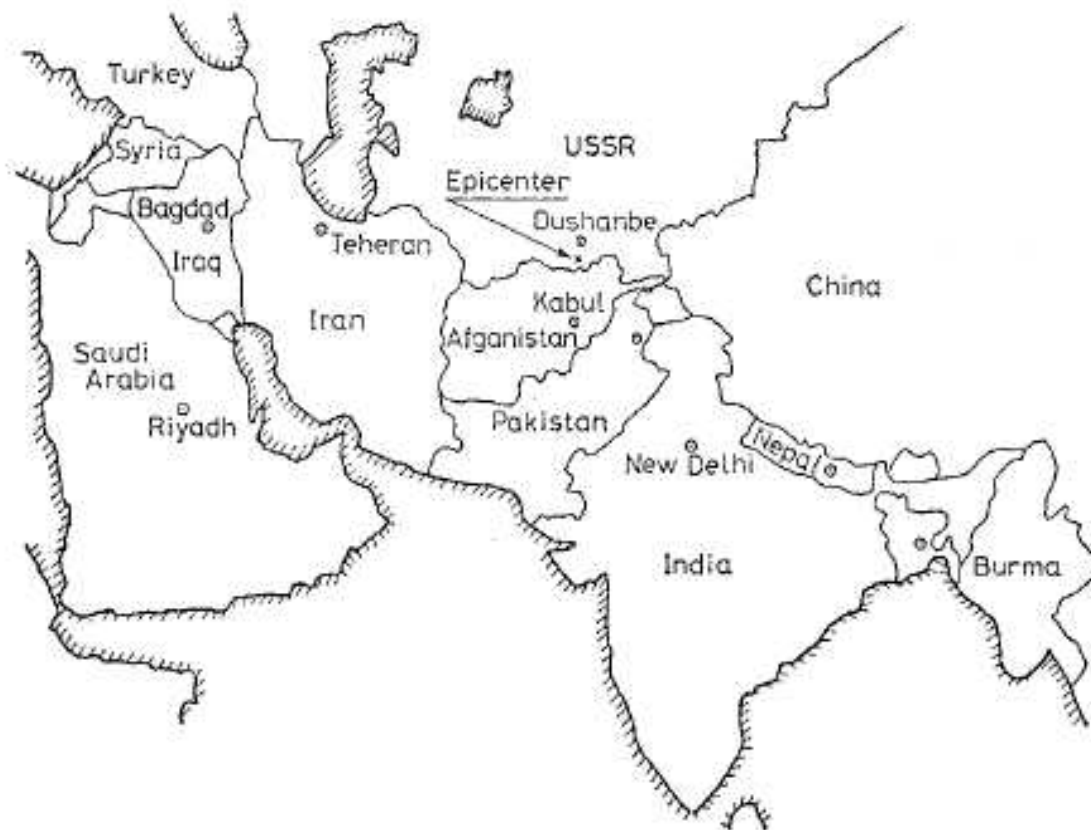 Turkey
Syria
USSR
Epicenter
Bagdad
Dushanbe
Teheran
Iraq
China
Kabul
Iran
Afganistan
Saudi
Arabia
Pakistan
Riyadh
Nepal
New Delhi
India
Burma